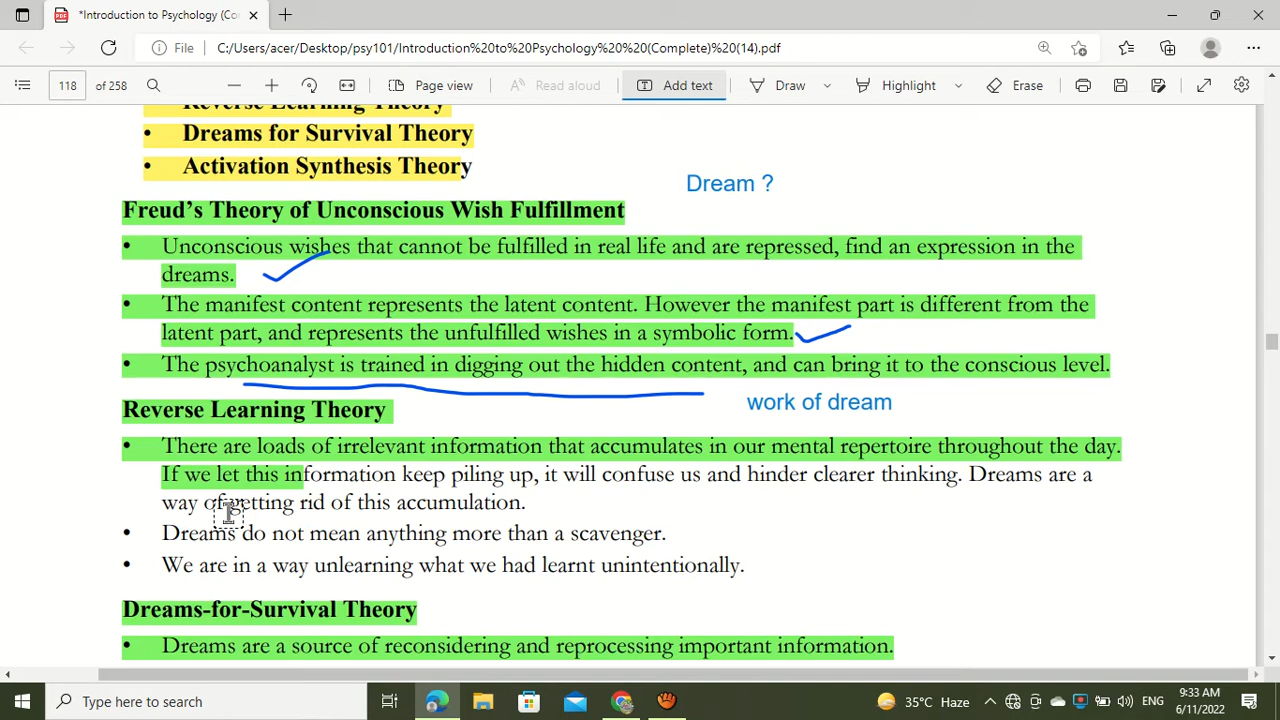 *Introduction to Psychology (Co
File
C:/Users/acer/Desktop/psy101/Introduction%20to%20Psychology%20%20(Complete)%20(14).pdf
118 of 258
Page view
Read aloud
Add text
Draw
Highlight
Erase
• Reverse Learning Theory
• Dreams for Survival Theory
• Activation Synthesis Theory
Dream ?
Freud’s Theory of Unconscious Wish Fulfillment
• Unconscious wishes that cannot be fulfilled in real life and are repressed, find an expression in the
dreams.
• The manifest content represents the latent content. However the manifest part is different from the
latent part, and represents the unfulfilled wishes in a symbolic form.
• The psychoanalyst is trained in digging out the hidden content, and can bring it to the conscious level.
work of dream
Reverse Learning Theory
• There are loads of irrelevant information that accumulates in our mental repertoire throughout the day.
If we let this information keep piling up, it will confuse us and hinder clearer thinking. Dreams are a
way of getting rid of this accumulation.
• Dreams do not mean anything more than a scavenger.
• We are in a way unlearning what we had learnt unintentionally.
Dreams-for-Survival Theory
• Dreams are a source of reconsidering and reprocessing important information.
Type here to search
35°C Haze
ENG
9:33 AM
6/11/2022